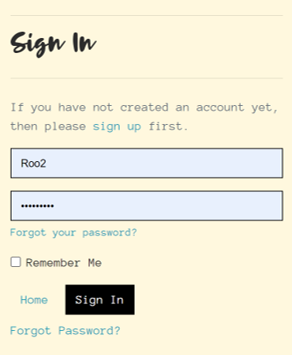 Sign In
If you have not created an account yet,
then please sign up first.
Roo2
•••••••••
Forgot your password?
Remember Me
Home Sign In
Forgot Password?